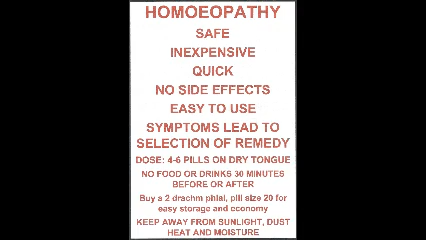 HOMOEOPATHY
SAFE
INEXPENSIVE
QUICK
NO SIDE EFFECTS
EASY TO USE
SYMPTOMS LEAD TO
SELECTION OF REMEDY
DOSE: 4-6 PILLS ON DRY TONGUE
NO FOOD OR DRINKS 30 MINUTES
BEFORE OR AFTER
Buy a 2 drachm phial, pill size 20 for
easy storage and economy
KEEP AWAY FROM SUNLIGHT, DUST
HEAT AND MOISTURE